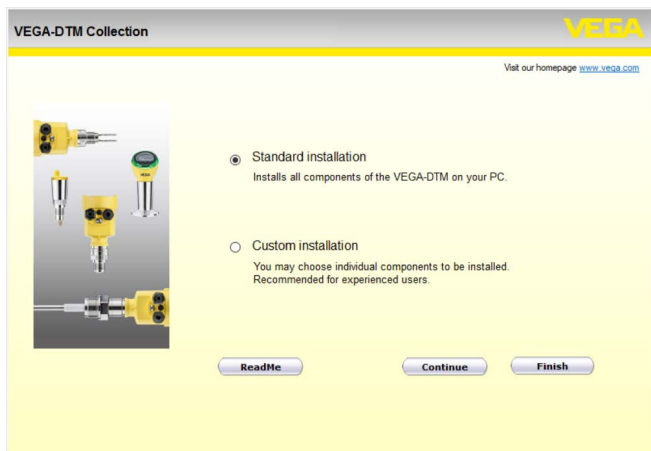 VEGA-DTM Collection
VEGA
Visit our homepage www.vega.com
Standard installation
Installs all components of the VEGA-DTM on your PC.
Custom installation
You may choose individual components to be installed.
Recommended for experienced users.
ReadMe
Continue
Finish